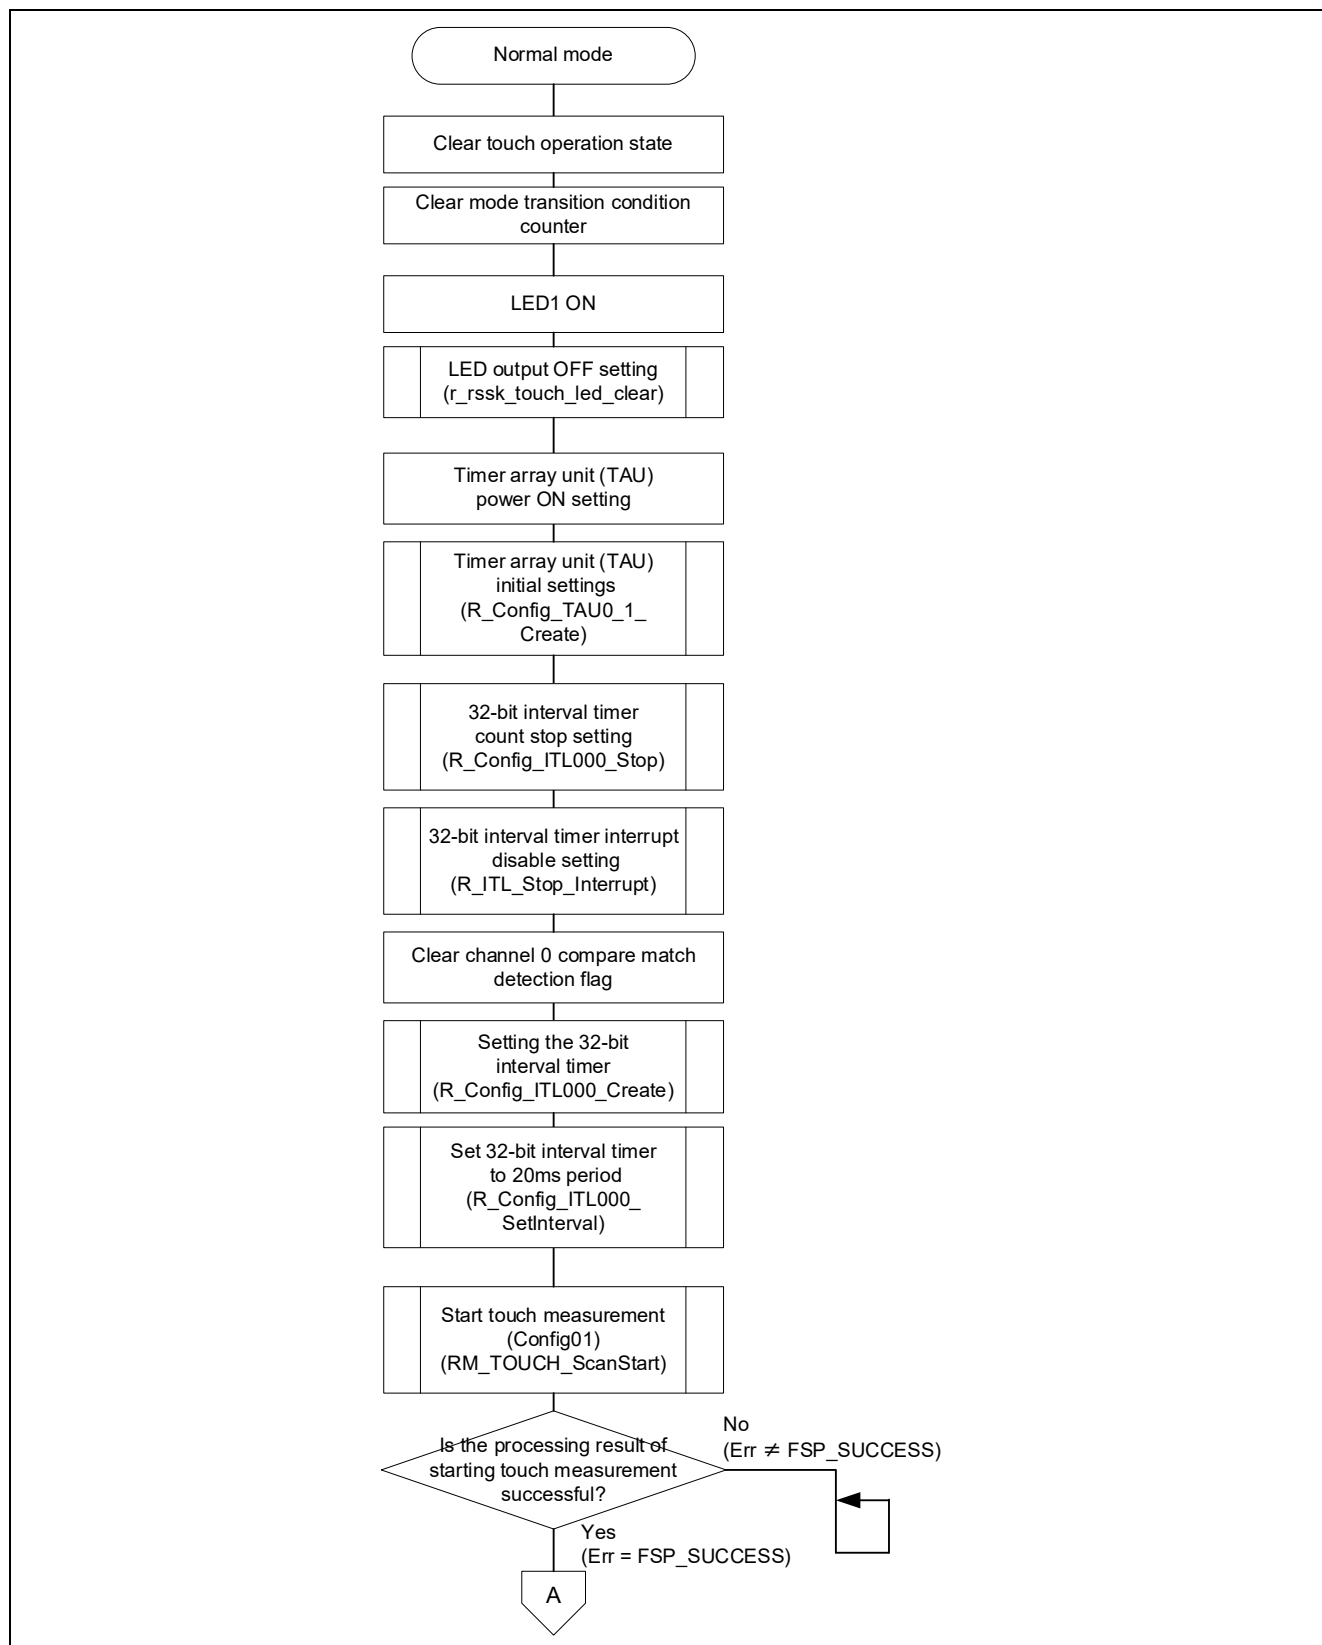 Normal mode
Clear touch operation state
Clear mode transition condition
counter
LED1 ON
LED output OFF setting
(r_rssk_touch_led_clear)
Timer array unit (TAU)
power ON setting
Timer array unit (TAU)
initial settings
(R_Config_TAU0_1_
Create)
32-bit interval timer
count stop setting
(R_Config_ITL000_Stop)
32-bit interval timer interrupt
disable setting
(R_ITL_Stop_Interrupt)
Clear channel 0 compare match
detection flag
Setting the 32-bit
interval timer
(R_Config_ITL000_Create)
Set 32-bit interval timer
to 20ms period
(R_Config_ITL000_
SetInterval)
Start touch measurement
(Config01)
(RM_TOUCH_ScanStart)
Is the processing result of
starting touch measurement
successful?
No
(Err ≠ FSP_SUCCESS)
Yes
(Err = FSP_SUCCESS)
A